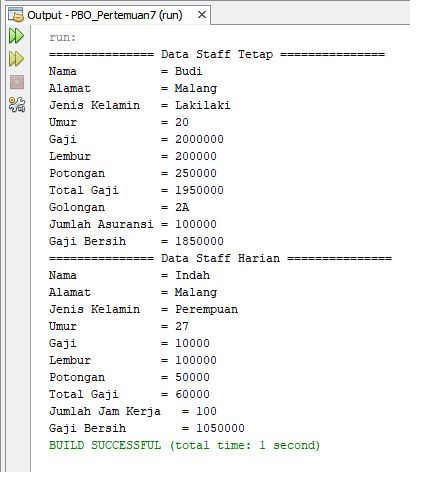 Output - PBO_Pertemuan7 (run) ×
run:
=============== Data Staff Tetap ===============
Nama            = Budi
Alamat          = Malang
Jenis Kelamin   = Lakilaki
Umur            = 20
Gaji            = 2000000
Lembur          = 200000
Potongan        = 250000
Total Gaji      = 1950000
Golongan        = 2A
Jumlah Asuransi = 100000
Gaji Bersih     = 1850000
=============== Data Staff Harian ===============
Nama            = Indah
Alamat          = Malang
Jenis Kelamin   = Perempuan
Umur            = 27
Gaji            = 10000
Lembur          = 100000
Potongan        = 50000
Total Gaji      = 60000
Jumlah Jam Kerja   = 100
Gaji Bersih        = 1050000
BUILD SUCCESSFUL (total time: 1 second)